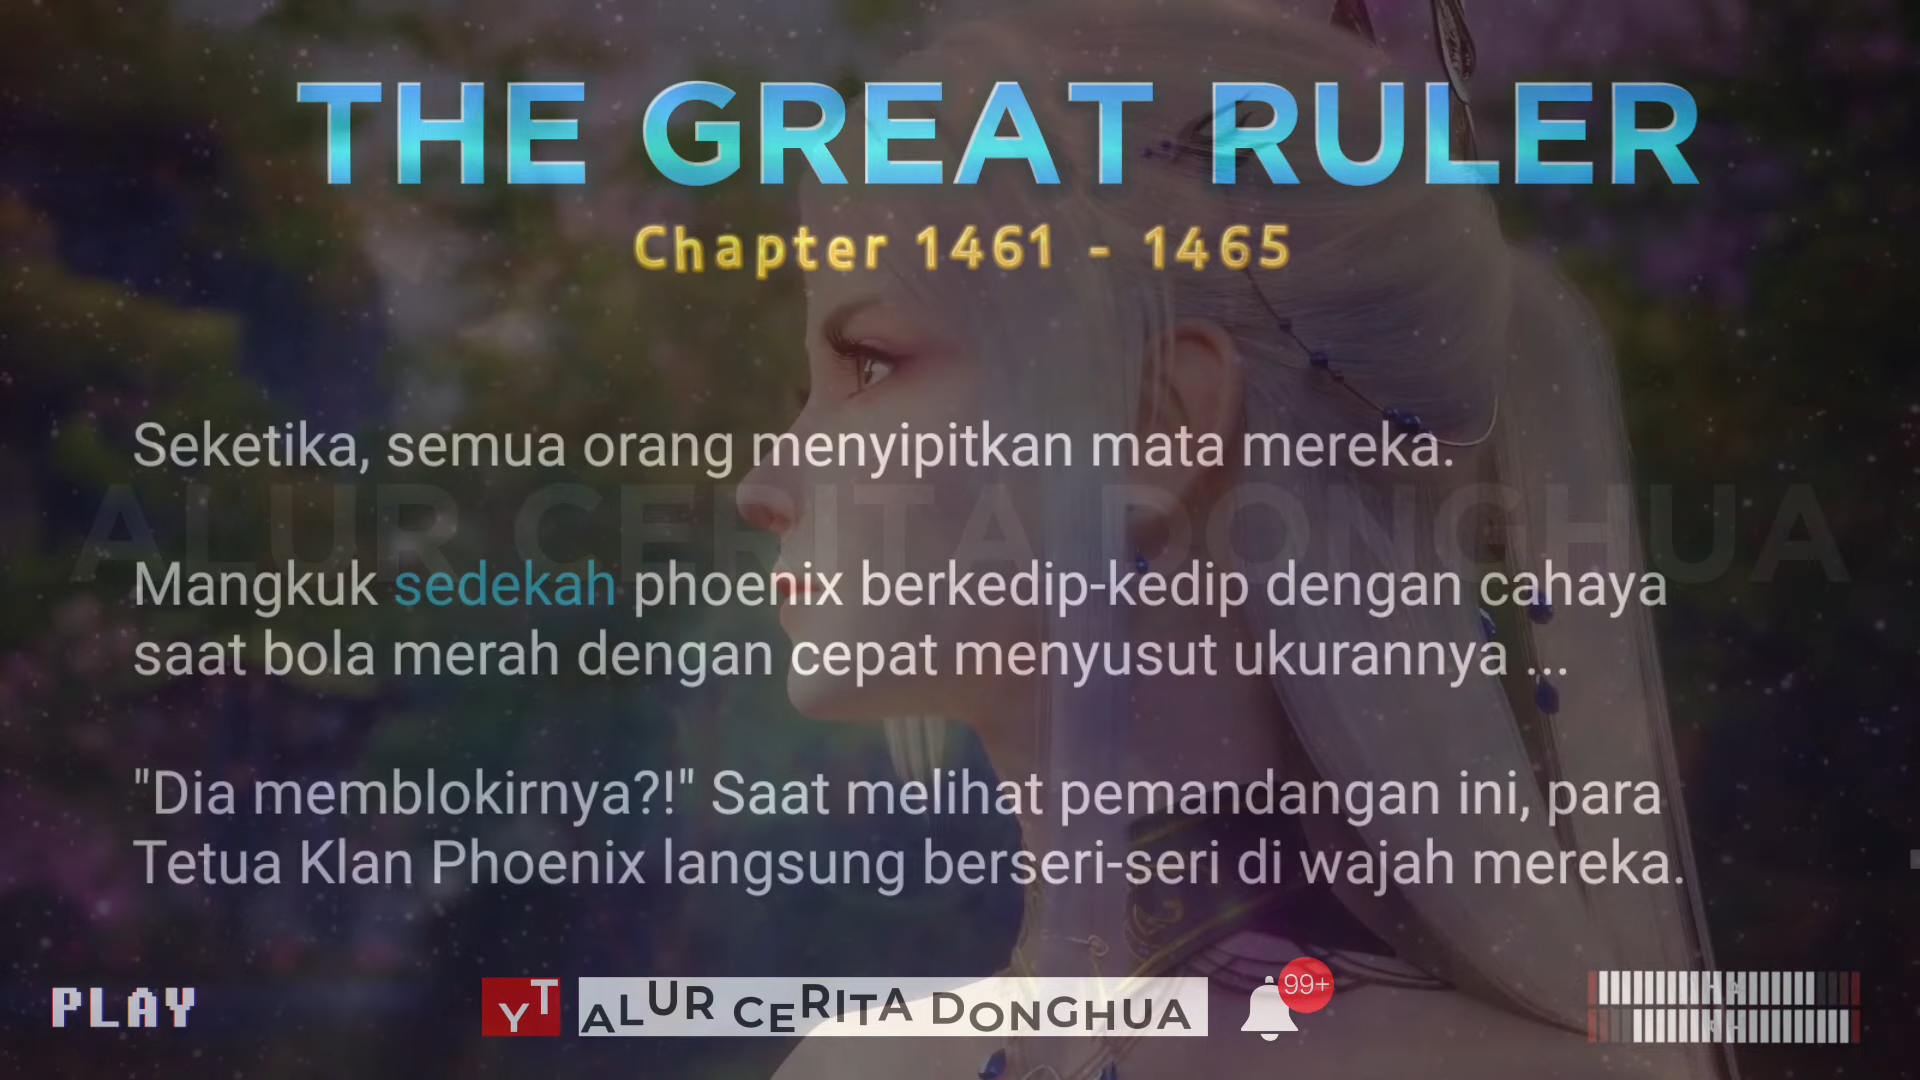 THE GREAT RULER
Chapter 1461 - 1465
Seketika, semua orang menyipitkan mata mereka.
ALUR CERITA DONGHUA
Mangkuk sedekah phoenix berkedip-kedip dengan cahaya
saat bola merah dengan cepat menyusut ukurannya ...
"Dia memblokirnya?!" Saat melihat pemandangan ini, para
Tetua Klan Phoenix langsung berseri-seri di wajah mereka.
PLAY
YT ALUR CERITA DONGHUA
99+